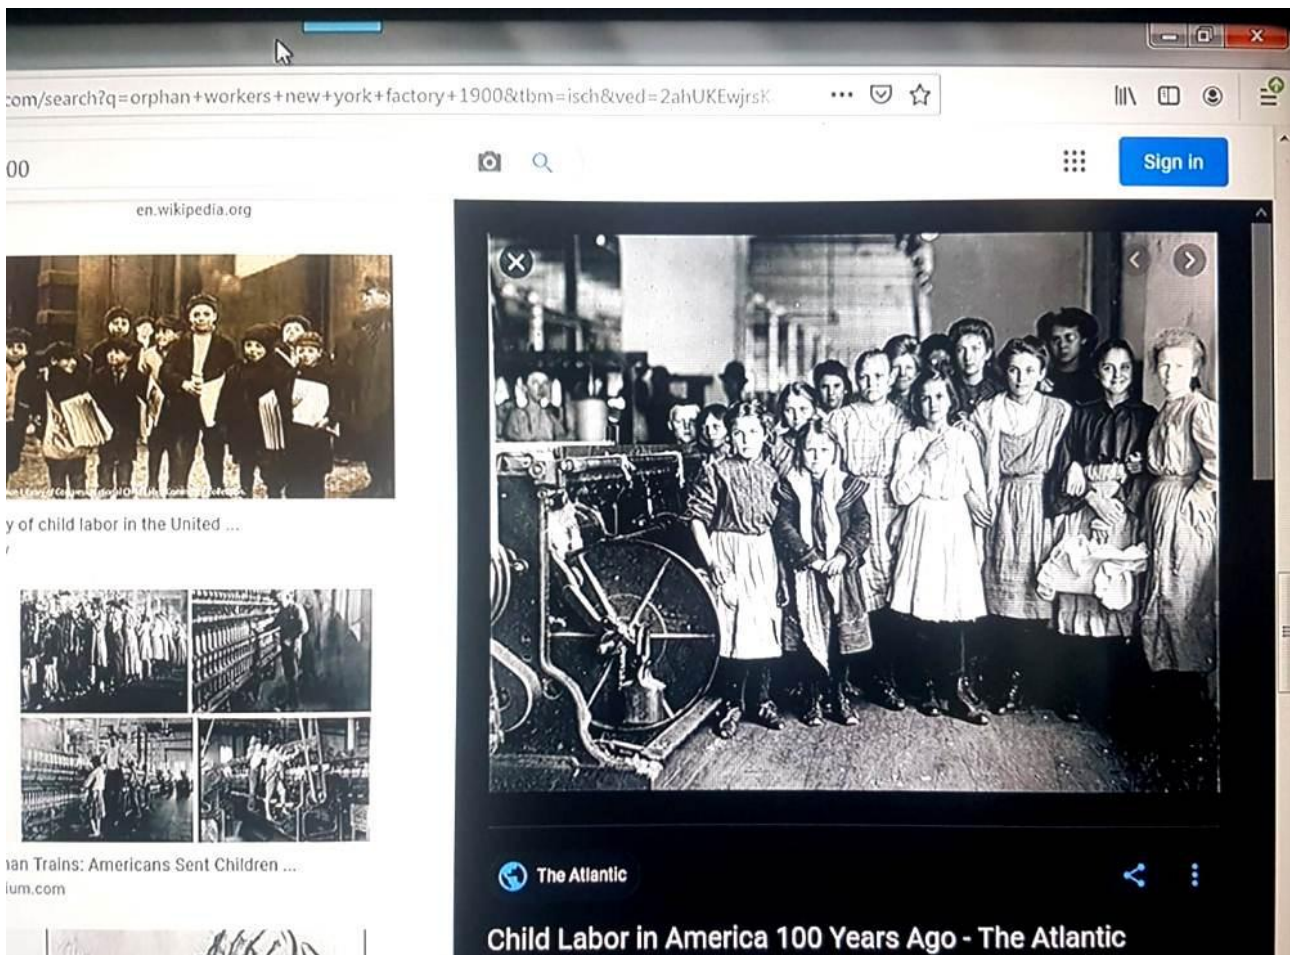 com/search?q=orphan+workers+new+york+factory+1900&tbm=isch&ved=2ahUKEwjrsK
00
Sign in
en.wikipedia.org
y of child labor in the United ...
an Trains: Americans Sent Children ...
ium.com
The Atlantic
Child Labor in America 100 Years Ago - The Atlantic